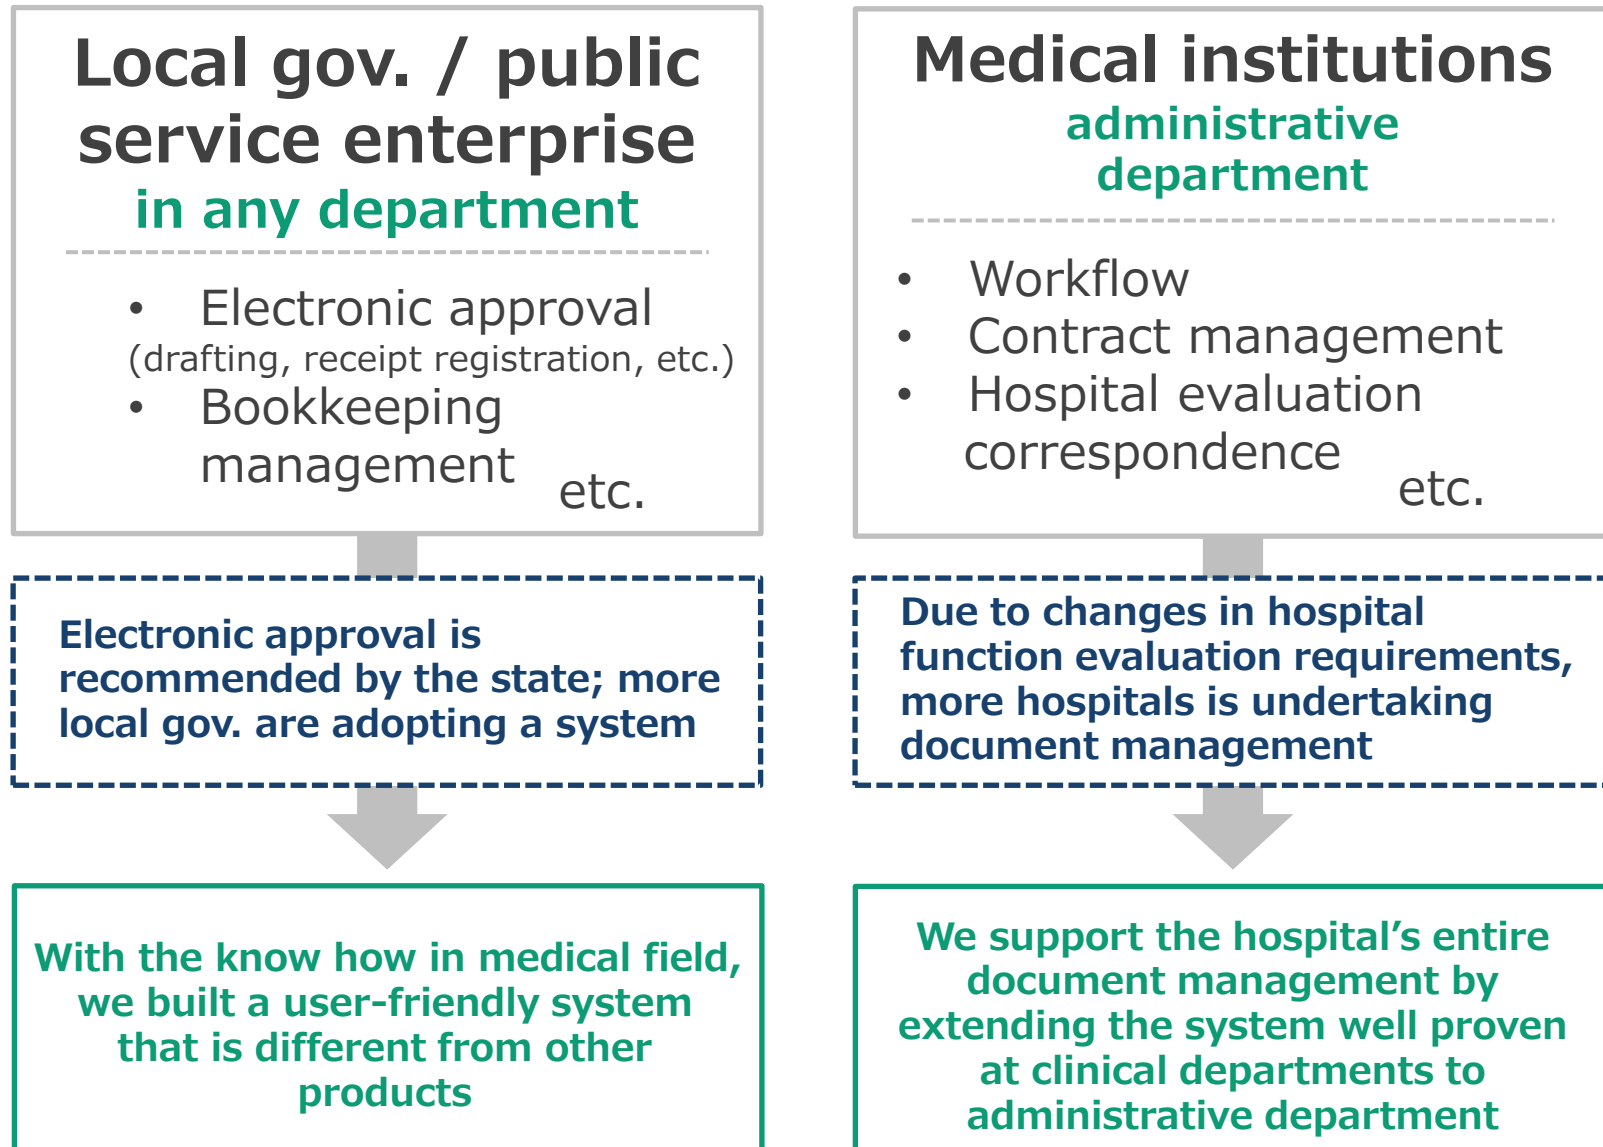 Local gov. / public
service enterprise
in any department
• Electronic approval
(drafting, receipt registration, etc.)
• Bookkeeping
management
etc.
Electronic approval is
recommended by the state; more
local gov. are adopting a system
With the know how in medical field,
we built a user-friendly system
that is different from other
products
Medical institutions
administrative
department
• Workflow
• Contract management
• Hospital evaluation
correspondence
etc.
Due to changes in hospital
function evaluation requirements,
more hospitals is undertaking
document management
We support the hospital’s entire
document management by
extending the system well proven
at clinical departments to
administrative department